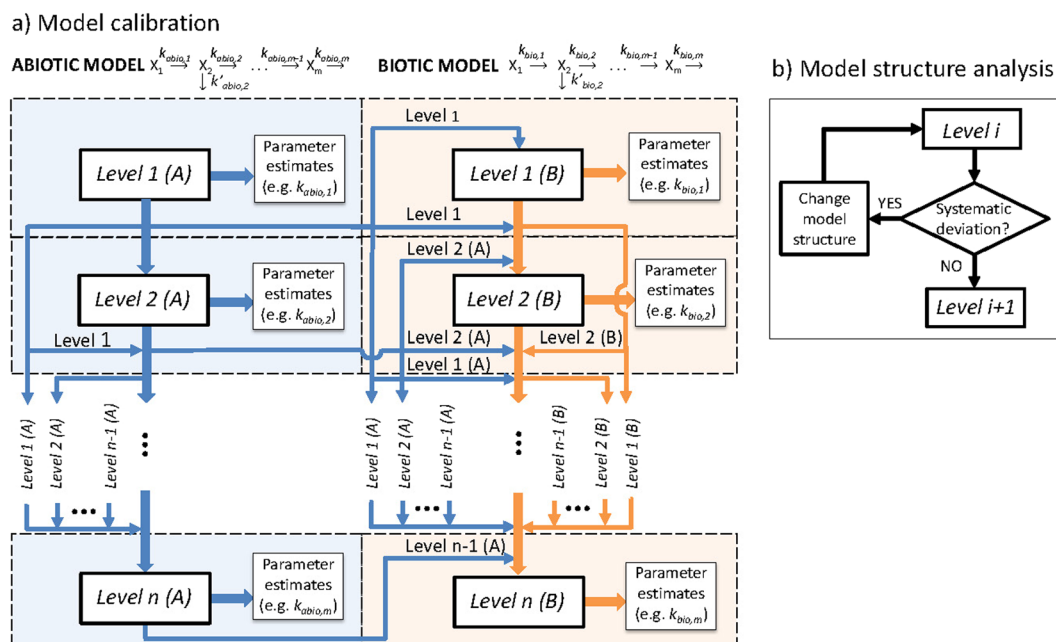 a) Model calibration
ABIOTIC MODEL X1 →kabio,1 X2 →kabio,2 ... →kabio,m-1 Xm →kabio,m
↓k'abio,2
BIOTIC MODEL X1 →kbio,1 X2 →kbio,2 ... →kbio,m-1 Xm →kbio,m
↓k'bio,2
b) Model structure analysis
Level 1
Level 1 (A)
Parameter
estimates
(e.g. kabio,1)
Level 1 (B)
Parameter
estimates
(e.g. kbio,1)
Level 1
Level 2 (A)
Level 2 (A)
Parameter
estimates
(e.g. kabio,2)
Level 2 (B)
Parameter
estimates
(e.g. kbio,2)
Level 1
Level 2 (A)
Level 2 (B)
Level 1 (A)
Level 1 (A)
Level 2 (A)
Level n-1 (A)
...
Level 1 (A)
Level 2 (A)
Level n-1 (A)
...
Level n-1 (B)
Level 2 (B)
Level 1 (B)
...
...
...
Level n-1 (A)
Level n (A)
Parameter
estimates
(e.g. kabio,m)
Level n (B)
Parameter
estimates
(e.g. kbio,m)
Level i
Change
model
structure
YES
Systematic
deviation?
NO
Level i+1